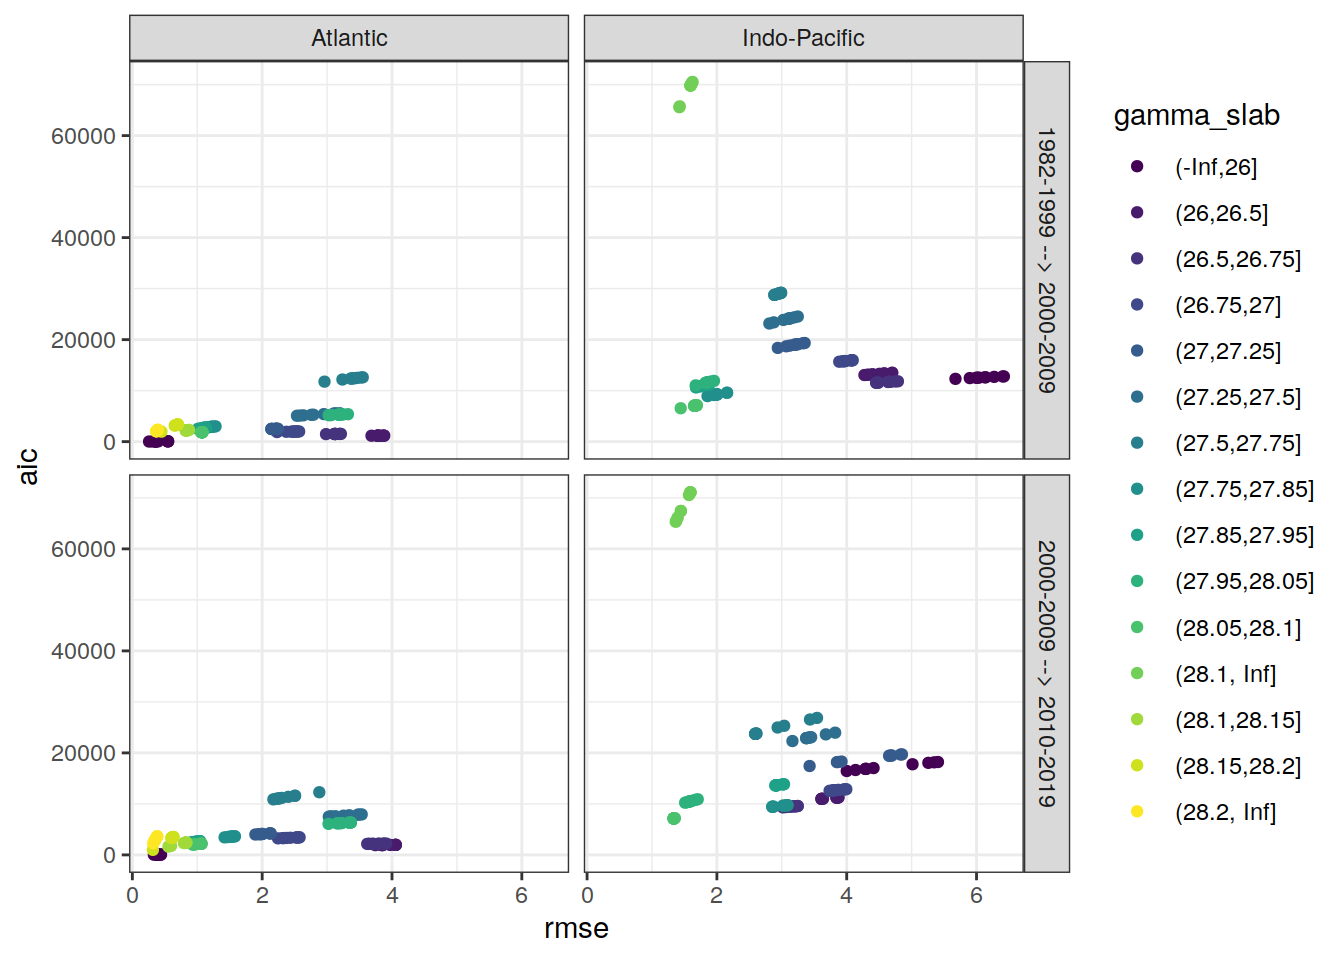 Atlantic
Indo-Pacific
60000
40000
20000
0
1982-1999 --> 2000-2009
60000
40000
20000
0
2000-2009 --> 2010-2019
0
2
4
6
0
2
4
6
rmse
aic
gamma_slab
(-Inf,26]
(26,26.5]
(26.5,26.75]
(26.75,27]
(27,27.25]
(27.25,27.5]
(27.5,27.75]
(27.75,27.85]
(27.85,27.95]
(27.95,28.05]
(28.05,28.1]
(28.1, Inf]
(28.1,28.15]
(28.15,28.2]
(28.2, Inf]